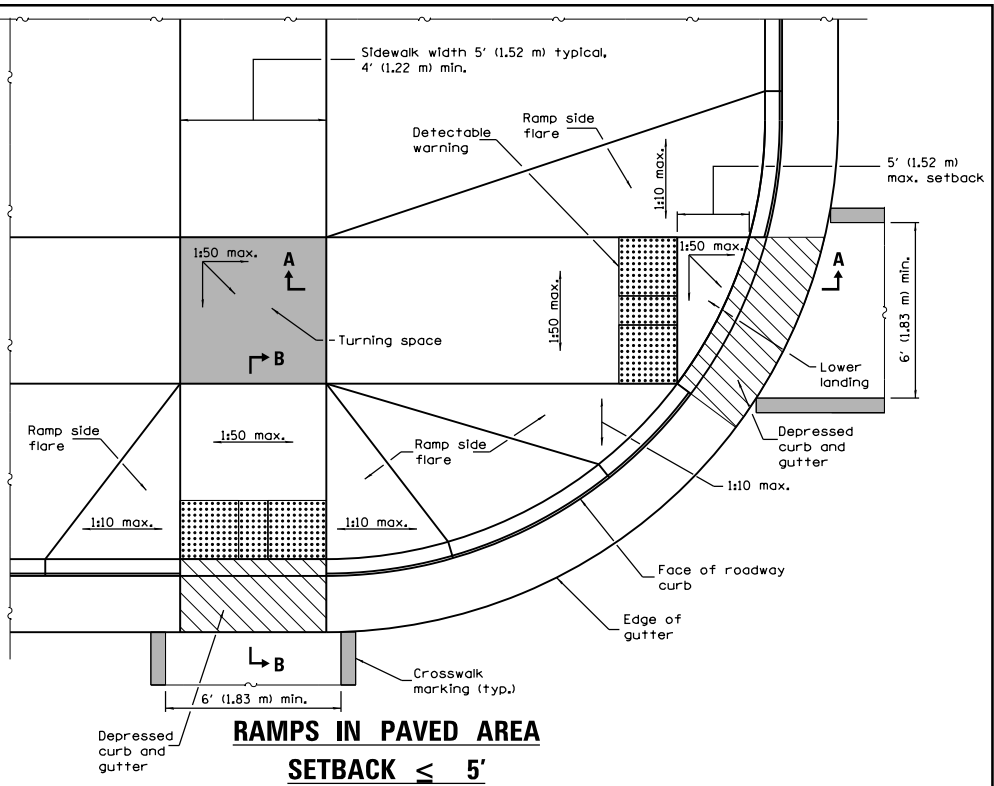 Sidewalk width 5' (1.52 m) typical,
4' (1.22 m) min.
Ramp side
flare
Detectable
warning
1:10 max.
5' (1.52 m)
max. setback
1:50 max.
A
1:50 max.
A
1:50 max.
6' (1.83 m) min.
Turning space
B
Lower
landing
Ramp side
flare
1:50 max.
Ramp side
flare
Depressed
curb and
gutter
1:10 max.
1:10 max.
1:10 max.
Face of roadway
curb
Edge of
gutter
B
Crosswalk
marking (typ.)
6' (1.83 m) min.
Depressed
curb and
gutter
RAMPS IN PAVED AREA
SETBACK ≤ 5'